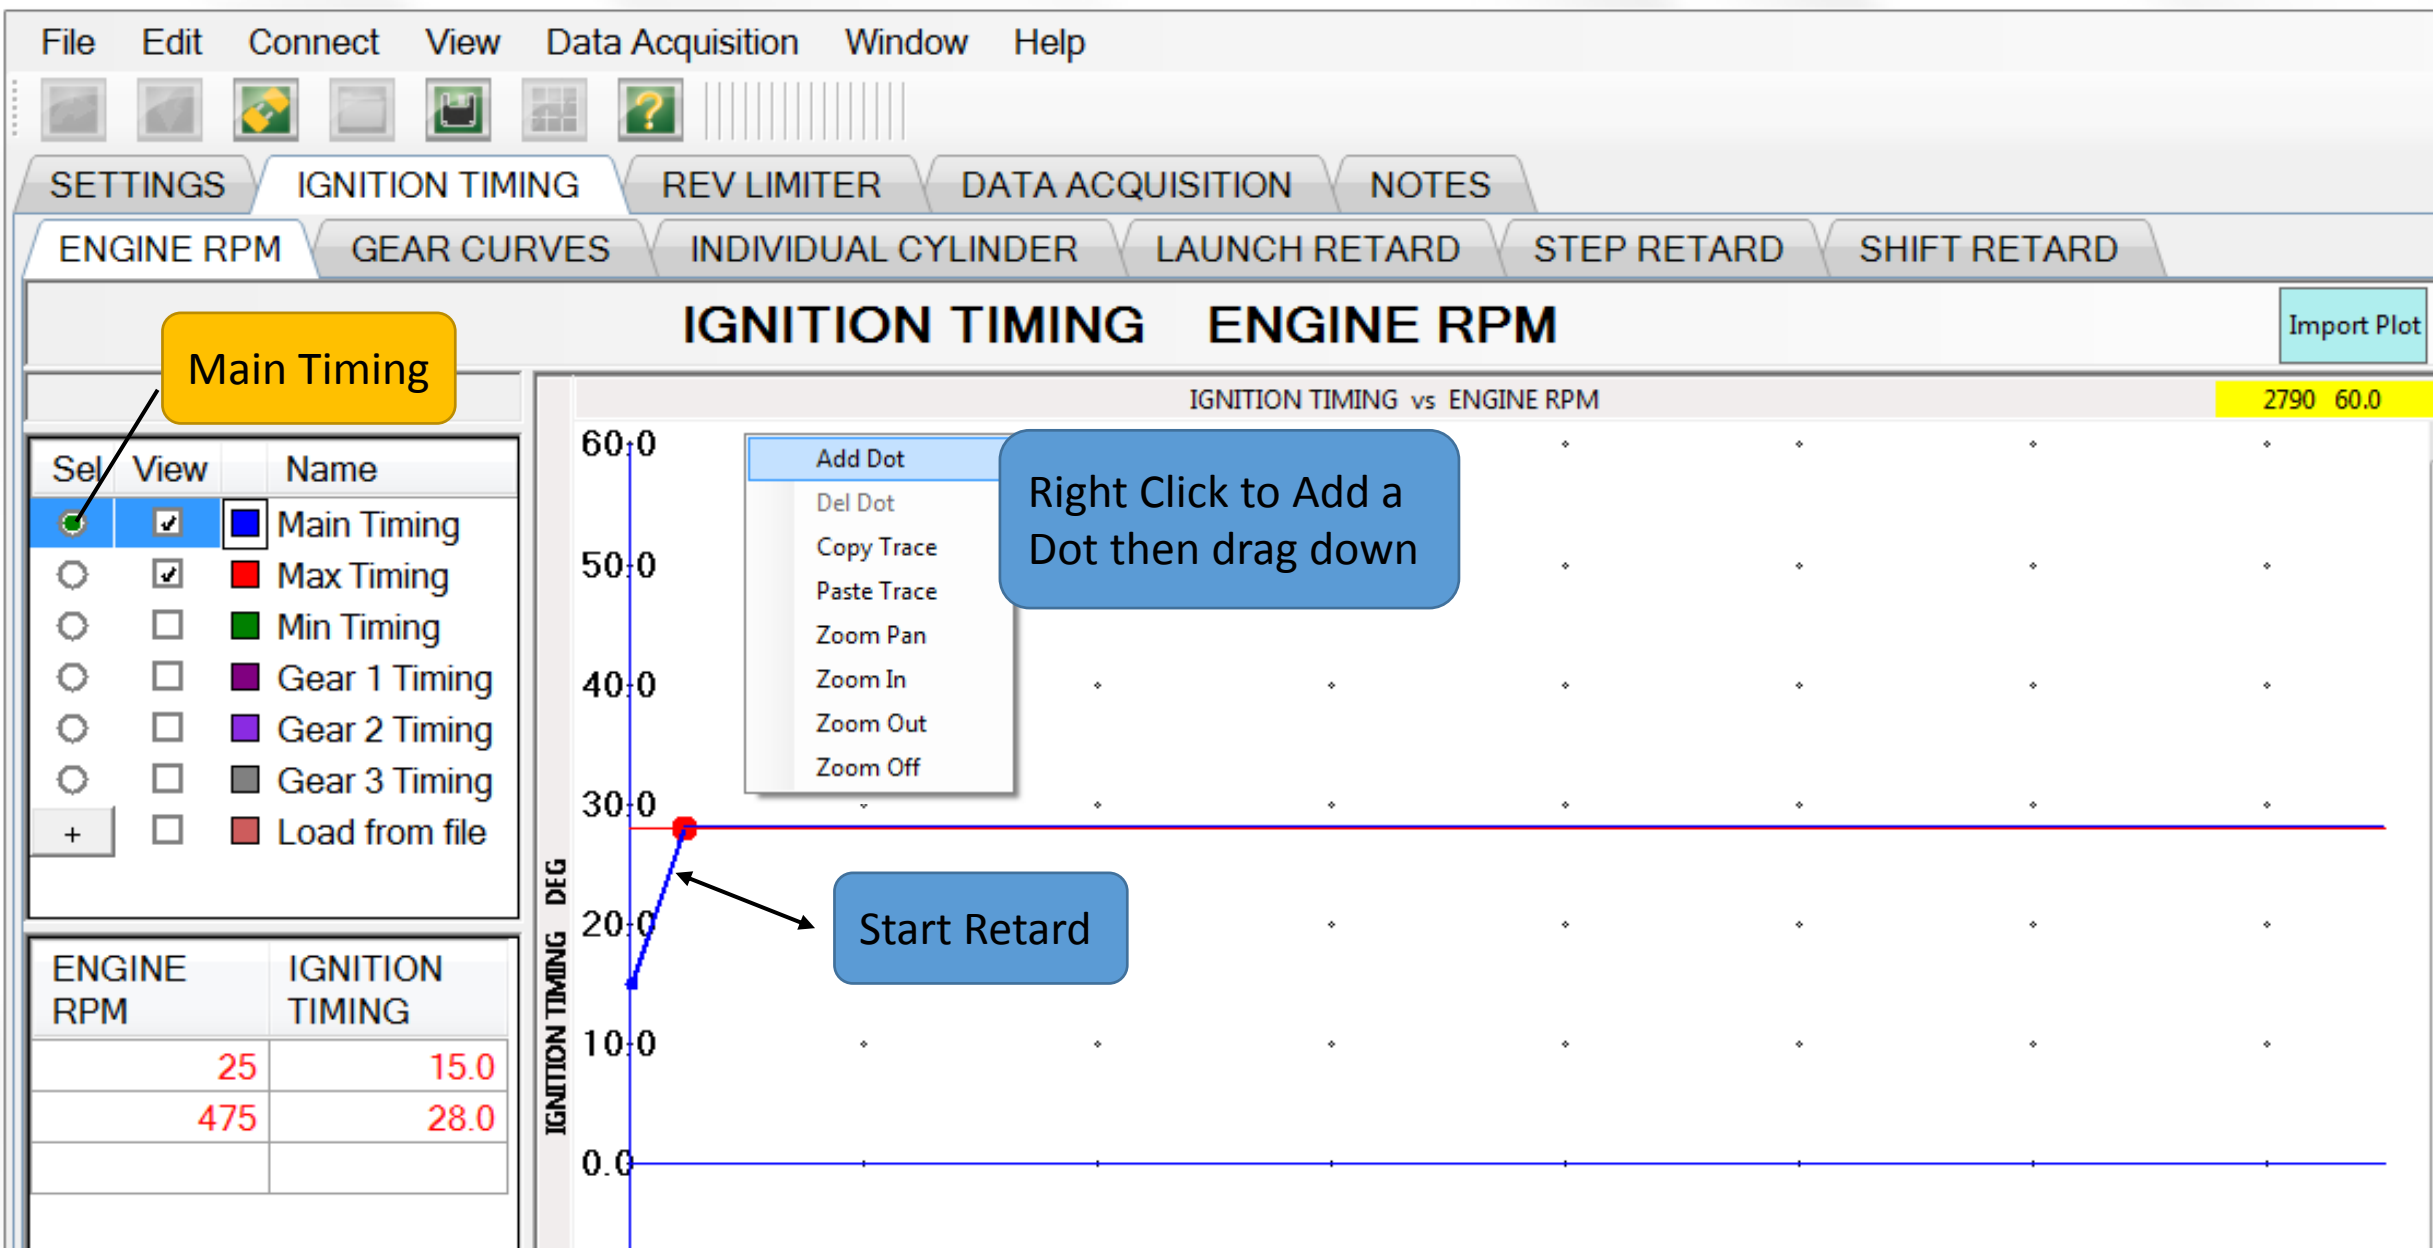 File Edit Connect View Data Acquisition Window Help
?
SETTINGS IGNITION TIMING REV LIMITER DATA ACQUISITION NOTES
ENGINE RPM GEAR CURVES INDIVIDUAL CYLINDER LAUNCH RETARD STEP RETARD SHIFT RETARD
IGNITION TIMING ENGINE RPM
Import Plot
Main Timing
IGNITION TIMING vs ENGINE RPM
2790 60.0
Sel View Name
Main Timing
Max Timing
Min Timing
Gear 1 Timing
Gear 2 Timing
Gear 3 Timing
+ Load from file
ENGINE
RPM
IGNITION
TIMING
25 15.0
475 28.0
IGNITION TIMING DEG
60.0
50.0
40.0
30.0
20.0
10.0
0.0
Add Dot
Del Dot
Copy Trace
Paste Trace
Zoom Pan
Zoom In
Zoom Out
Zoom Off
Right Click to Add a
Dot then drag down
Start Retard